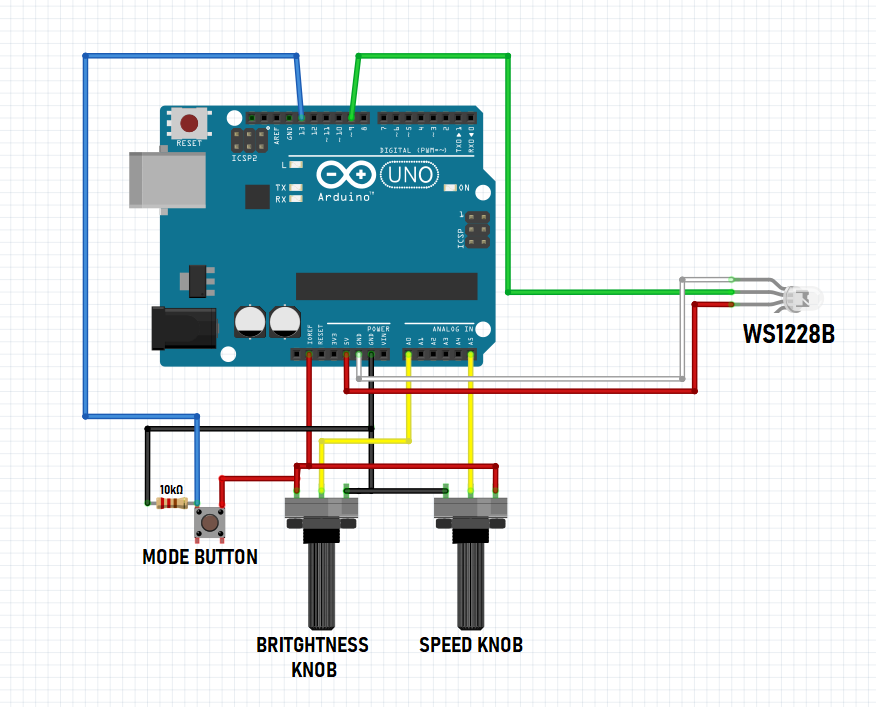 RESET
ICSP2
AREF
GND
13
12
~11
~10
~9
8
7
~6
~5
4
~3
2
TXD▶1
RXD◀0
DIGITAL (PWM=~)
L
TX
RX
Arduino™
UNO
ON
1
ICSP
POWER
ANALOG IN
IOREF
RESET
3V3
5V
GND
GND
VIN
A0
A1
A2
A3
A4
A5
WS1228B
10kΩ
MODE BUTTON
BRITGHTNESS
KNOB
SPEED KNOB